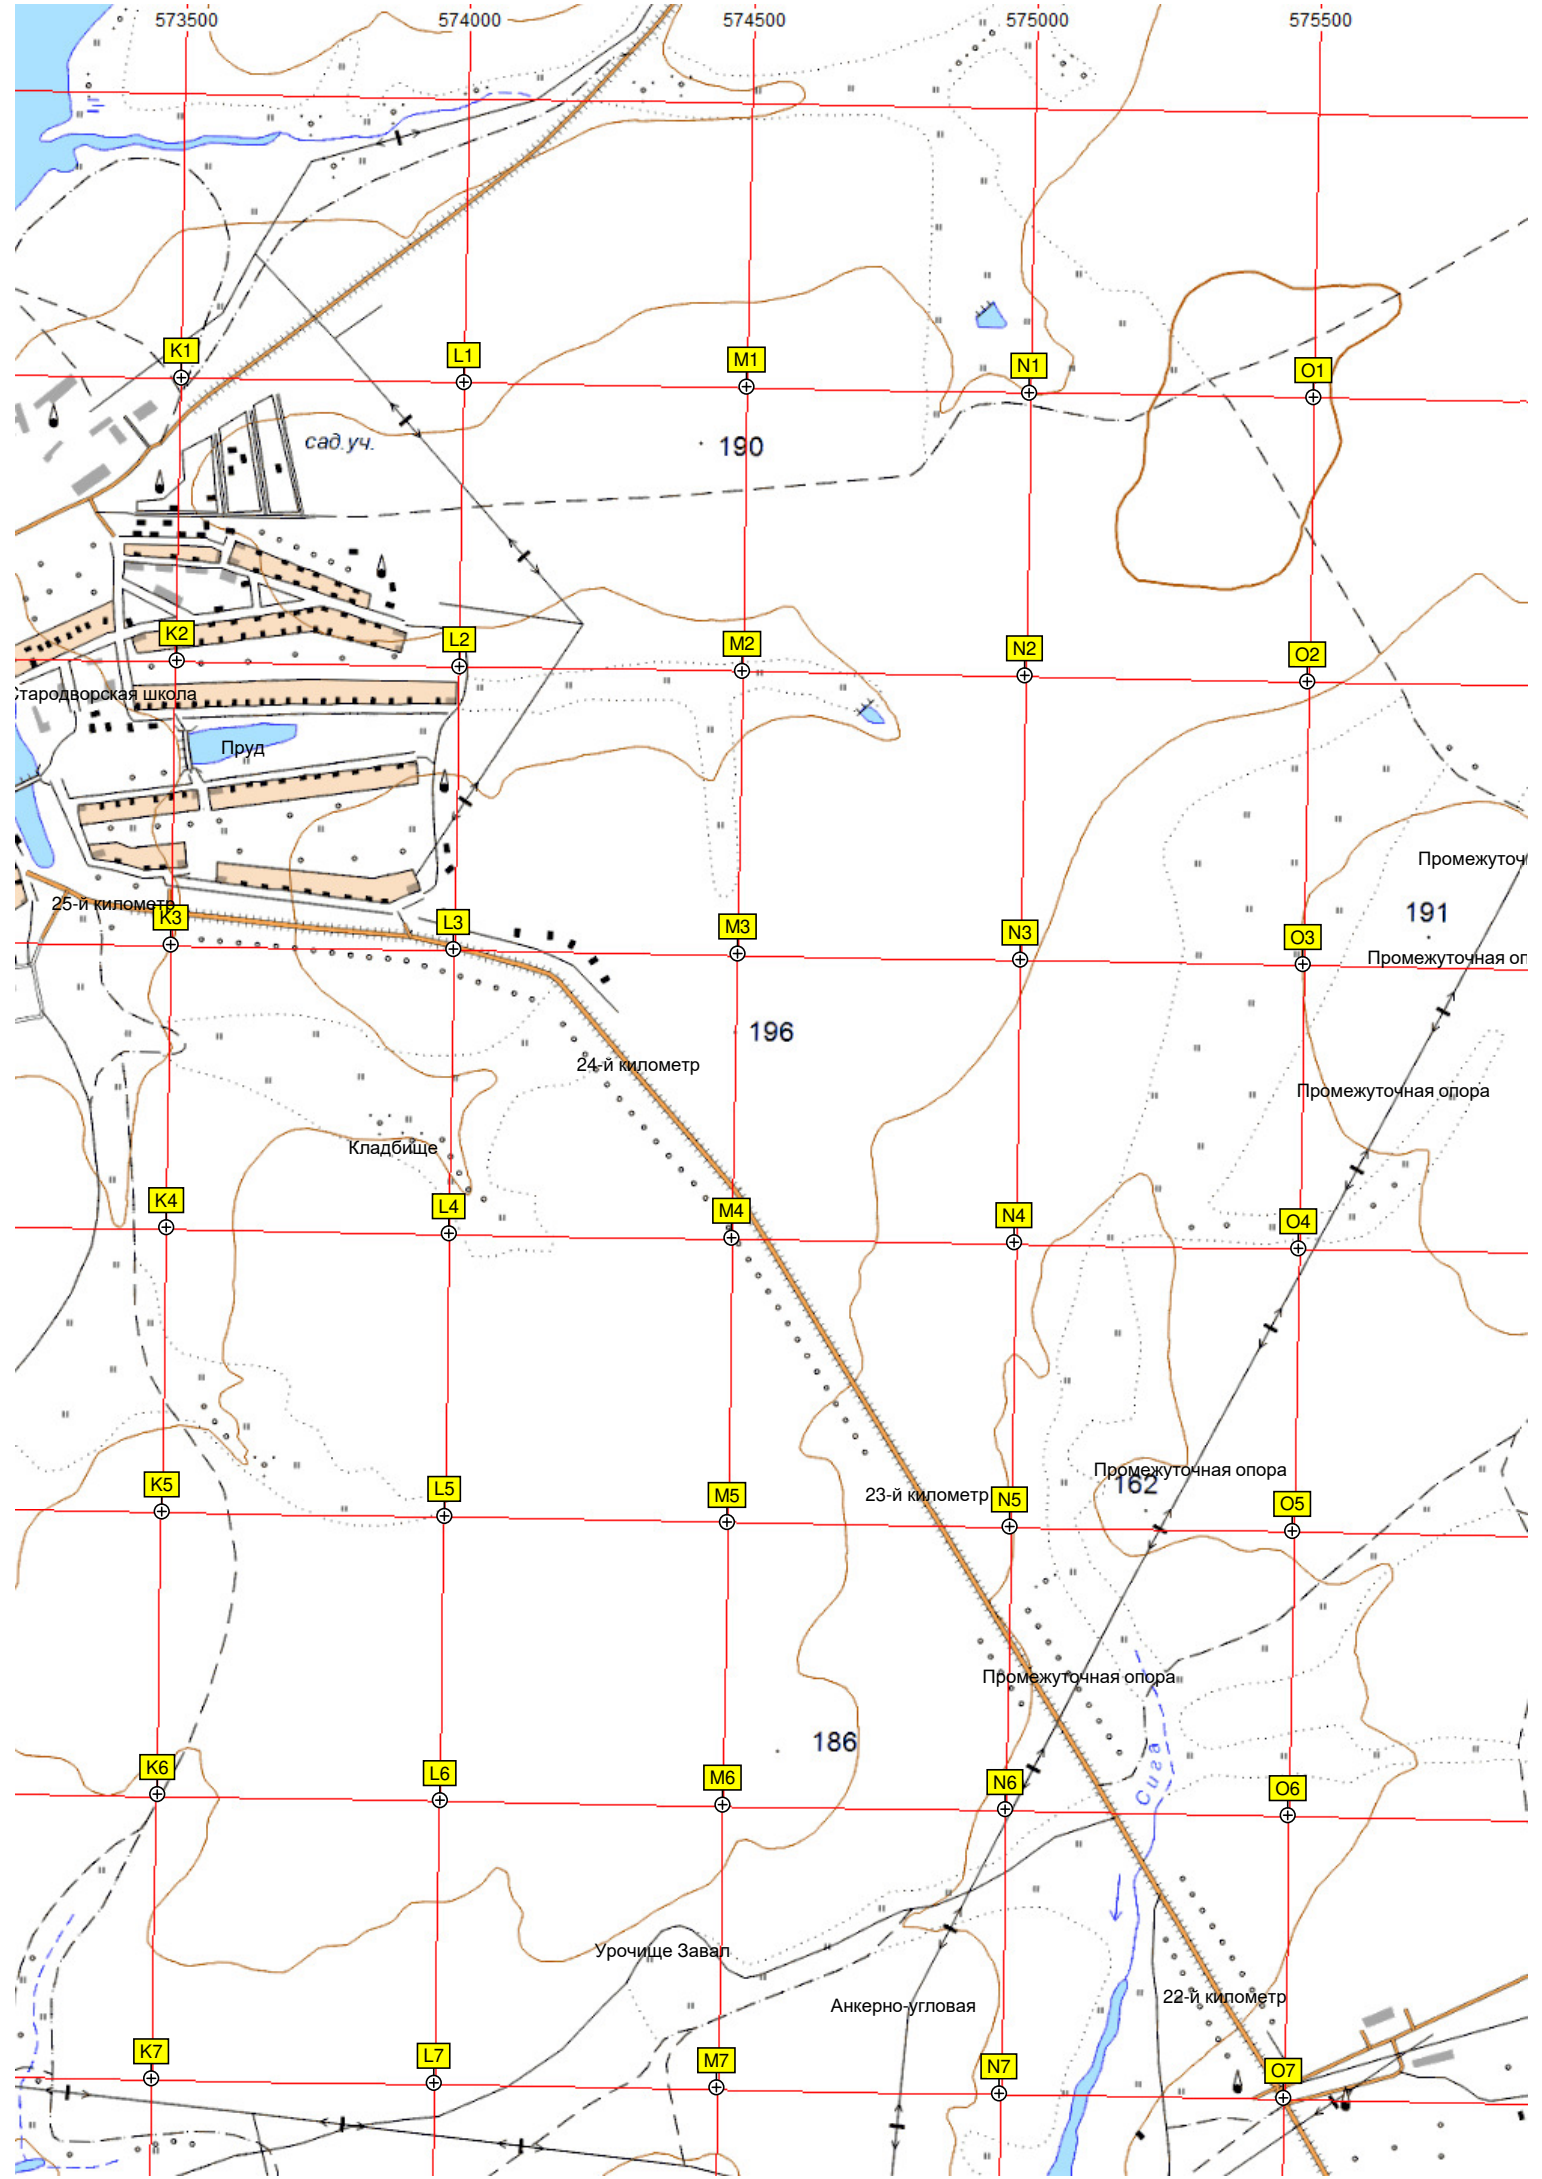 573500 574000 574500 575000 575500
K1 L1 M1 N1 O1
сад.уч.
190
K2 L2 M2 N2 O2
тародворская школа
Пруд
Промежуточ
25-й километр
191
K3 L3 M3 N3 O3
Промежуточная оп
196
24-й километр
Промежуточная опора
Кладбище
K4 L4 M4 N4 O4
Промежуточная опора
162
23-й километр
K5 L5 M5 N5 O5
Промежуточная опора
186
Сига
K6 L6 M6 N6 O6
Урочище Завал
22-й километр
Анкерно-угловая
K7 L7 M7 N7 O7